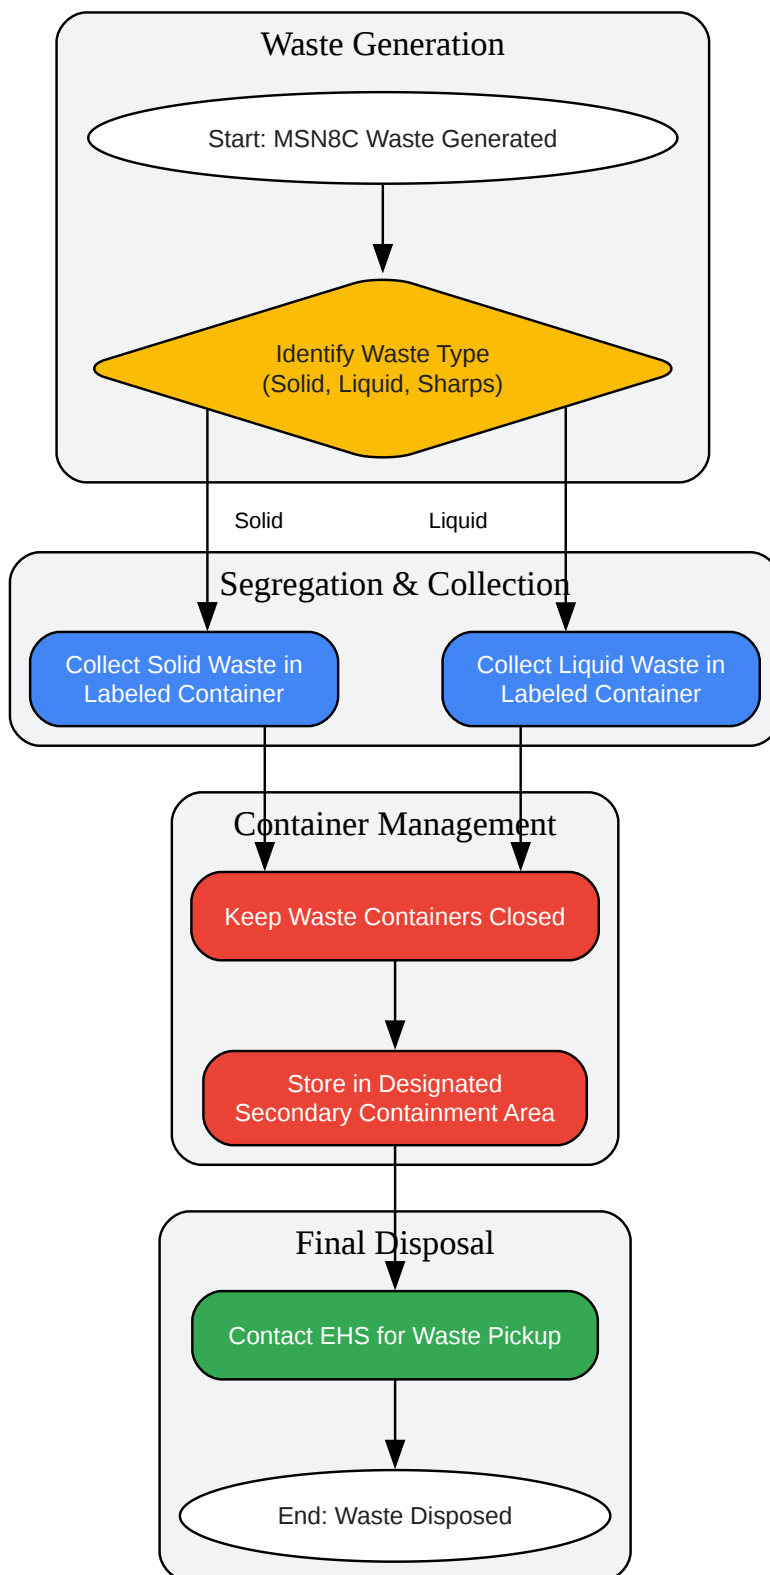 Waste Generation
Start: MSN8C Waste Generated
Identify Waste Type
(Solid, Liquid, Sharps)
Solid
Liquid
Segregation & Collection
Collect Solid Waste in
Labeled Container
Collect Liquid Waste in
Labeled Container
Container Management
Keep Waste Containers Closed
Store in Designated
Secondary Containment Area
Final Disposal
Contact EHS for Waste Pickup
End: Waste Disposed